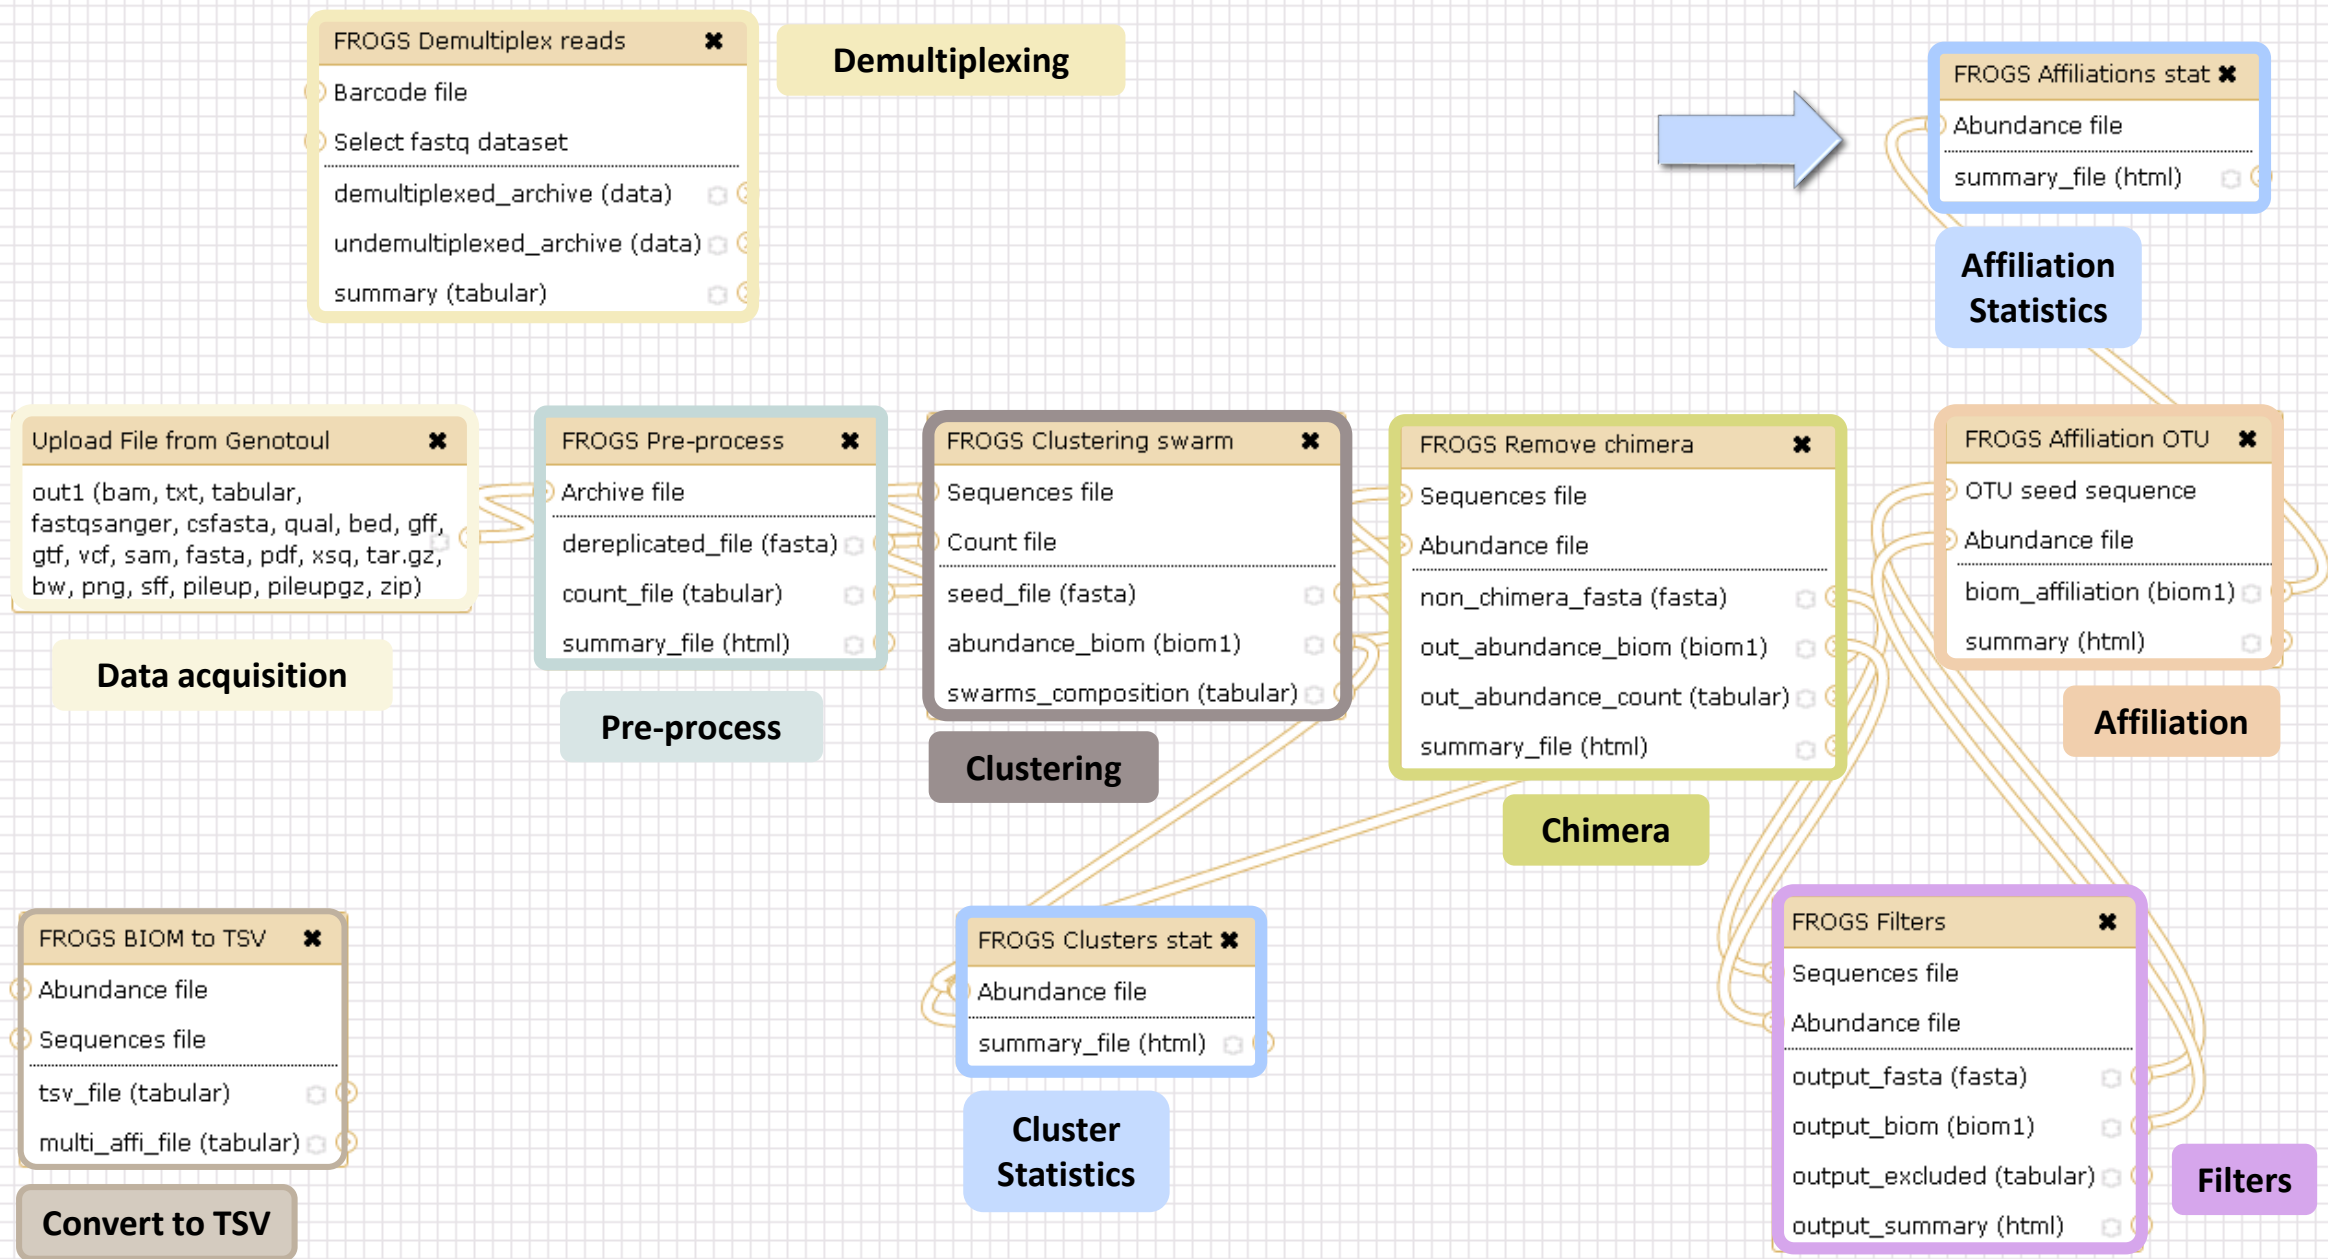 FROGS Demultiplex reads
Barcode file
Select fastq dataset
demultiplexed_archive (data)
undemultiplexed_archive (data)
summary (tabular)
Demultiplexing
FROGS Affiliations stat
Abundance file
summary_file (html)
Affiliation
Statistics
Upload File from Genotoul
out1 (bam, txt, tabular,
fastqsanger, csfasta, qual, bed, gff,
gtf, vcf, sam, fasta, pdf, xsq, tar.gz,
bw, png, sff, pileup, pileupgz, zip)
Data acquisition
FROGS Pre-process
Archive file
dereplicated_file (fasta)
count_file (tabular)
summary_file (html)
Pre-process
FROGS Clustering swarm
Sequences file
Count file
seed_file (fasta)
abundance_biom (biom1)
swarms_composition (tabular)
Clustering
FROGS Remove chimera
Sequences file
Abundance file
non_chimera_fasta (fasta)
out_abundance_biom (biom1)
out_abundance_count (tabular)
summary_file (html)
Chimera
FROGS Affiliation OTU
OTU seed sequence
Abundance file
biom_affiliation (biom1)
summary (html)
Affiliation
FROGS BIOM to TSV
Abundance file
Sequences file
tsv_file (tabular)
multi_affi_file (tabular)
Convert to TSV
FROGS Clusters stat
Abundance file
summary_file (html)
Cluster
Statistics
FROGS Filters
Sequences file
Abundance file
output_fasta (fasta)
output_biom (biom1)
output_excluded (tabular)
output_summary (html)
Filters